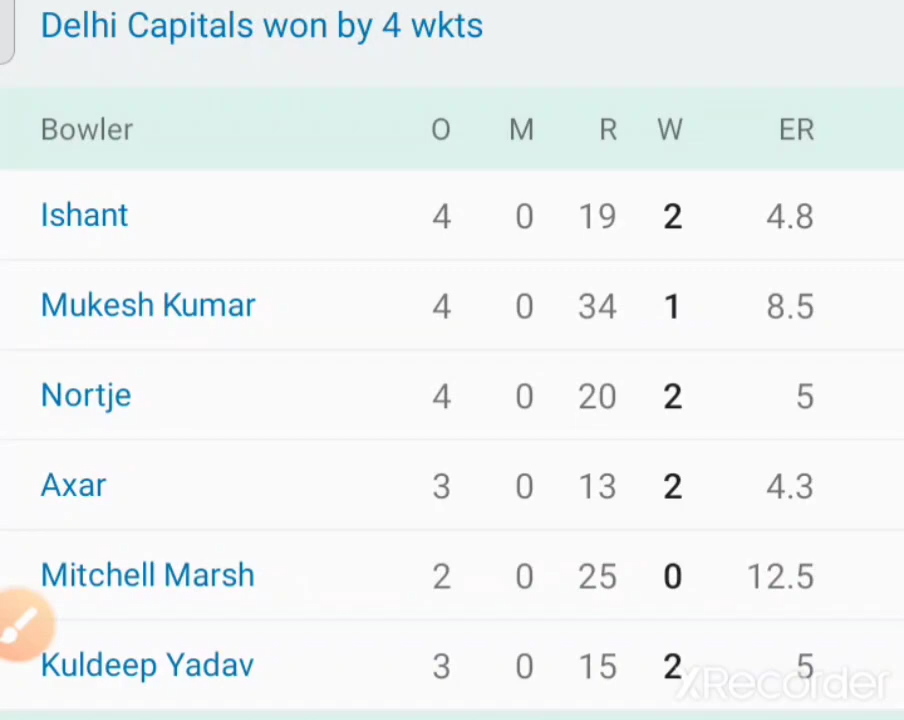 Delhi Capitals won by 4 wkts
Bowler O M R W ER
Ishant 4 0 19 2 4.8
Mukesh Kumar 4 0 34 1 8.5
Nortje 4 0 20 2 5
Axar 3 0 13 2 4.3
Mitchell Marsh 2 0 25 0 12.5
Kuldeep Yadav 3 0 15 2 5
XRecorder